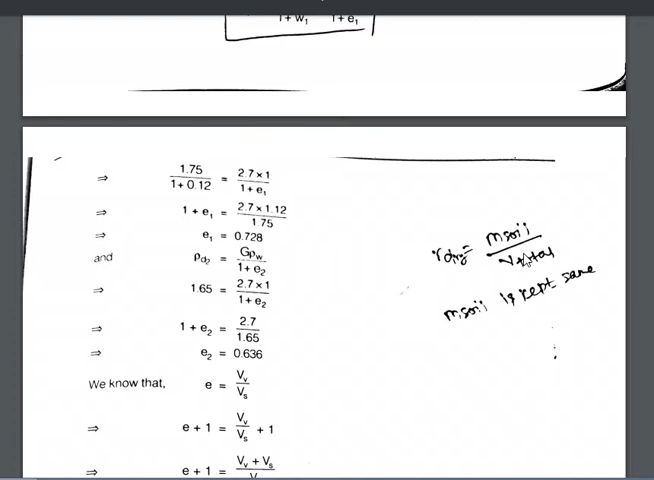 1 + w₁   1 + e₁
⇒ 1.75 / 1 + 0.12 = 2.7 × 1 / 1 + e₁
⇒ 1 + e₁ = 2.7 × 1.12 / 1.75
⇒ e₁ = 0.728
and ρd₂ = Gρw / 1 + e₂
⇒ 1.65 = 2.7 × 1 / 1 + e₂
⇒ 1 + e₂ = 2.7 / 1.65
⇒ e₂ = 0.636
We know that, e = Vv / Vs
⇒ e + 1 = Vv / Vs + 1
⇒ e + 1 = Vv + Vs / V
rdry = msoil / Vtotal
msoil is kept same